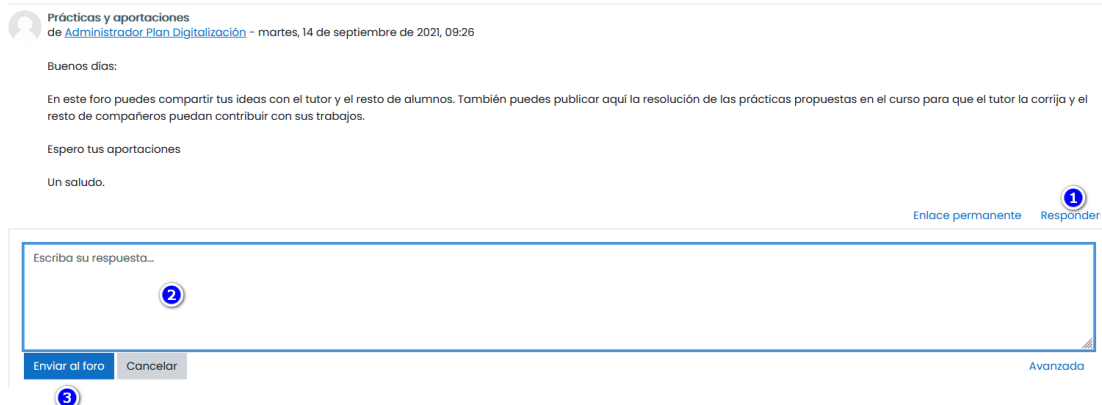 Prácticas y aportaciones
de Administrador Plan Digitalización - martes, 14 de septiembre de 2021, 09:26
Buenos días:
En este foro puedes compartir tus ideas con el tutor y el resto de alumnos. También puedes publicar aquí la resolución de las prácticas propuestas en el curso para que el tutor la corrija y el
resto de compañeros puedan contribuir con sus trabajos.
Espero tus aportaciones
Un saludo.
1
Enlace permanente Responder
Escriba su respuesta...
2
Enviar al foro Cancelar Avanzada
3